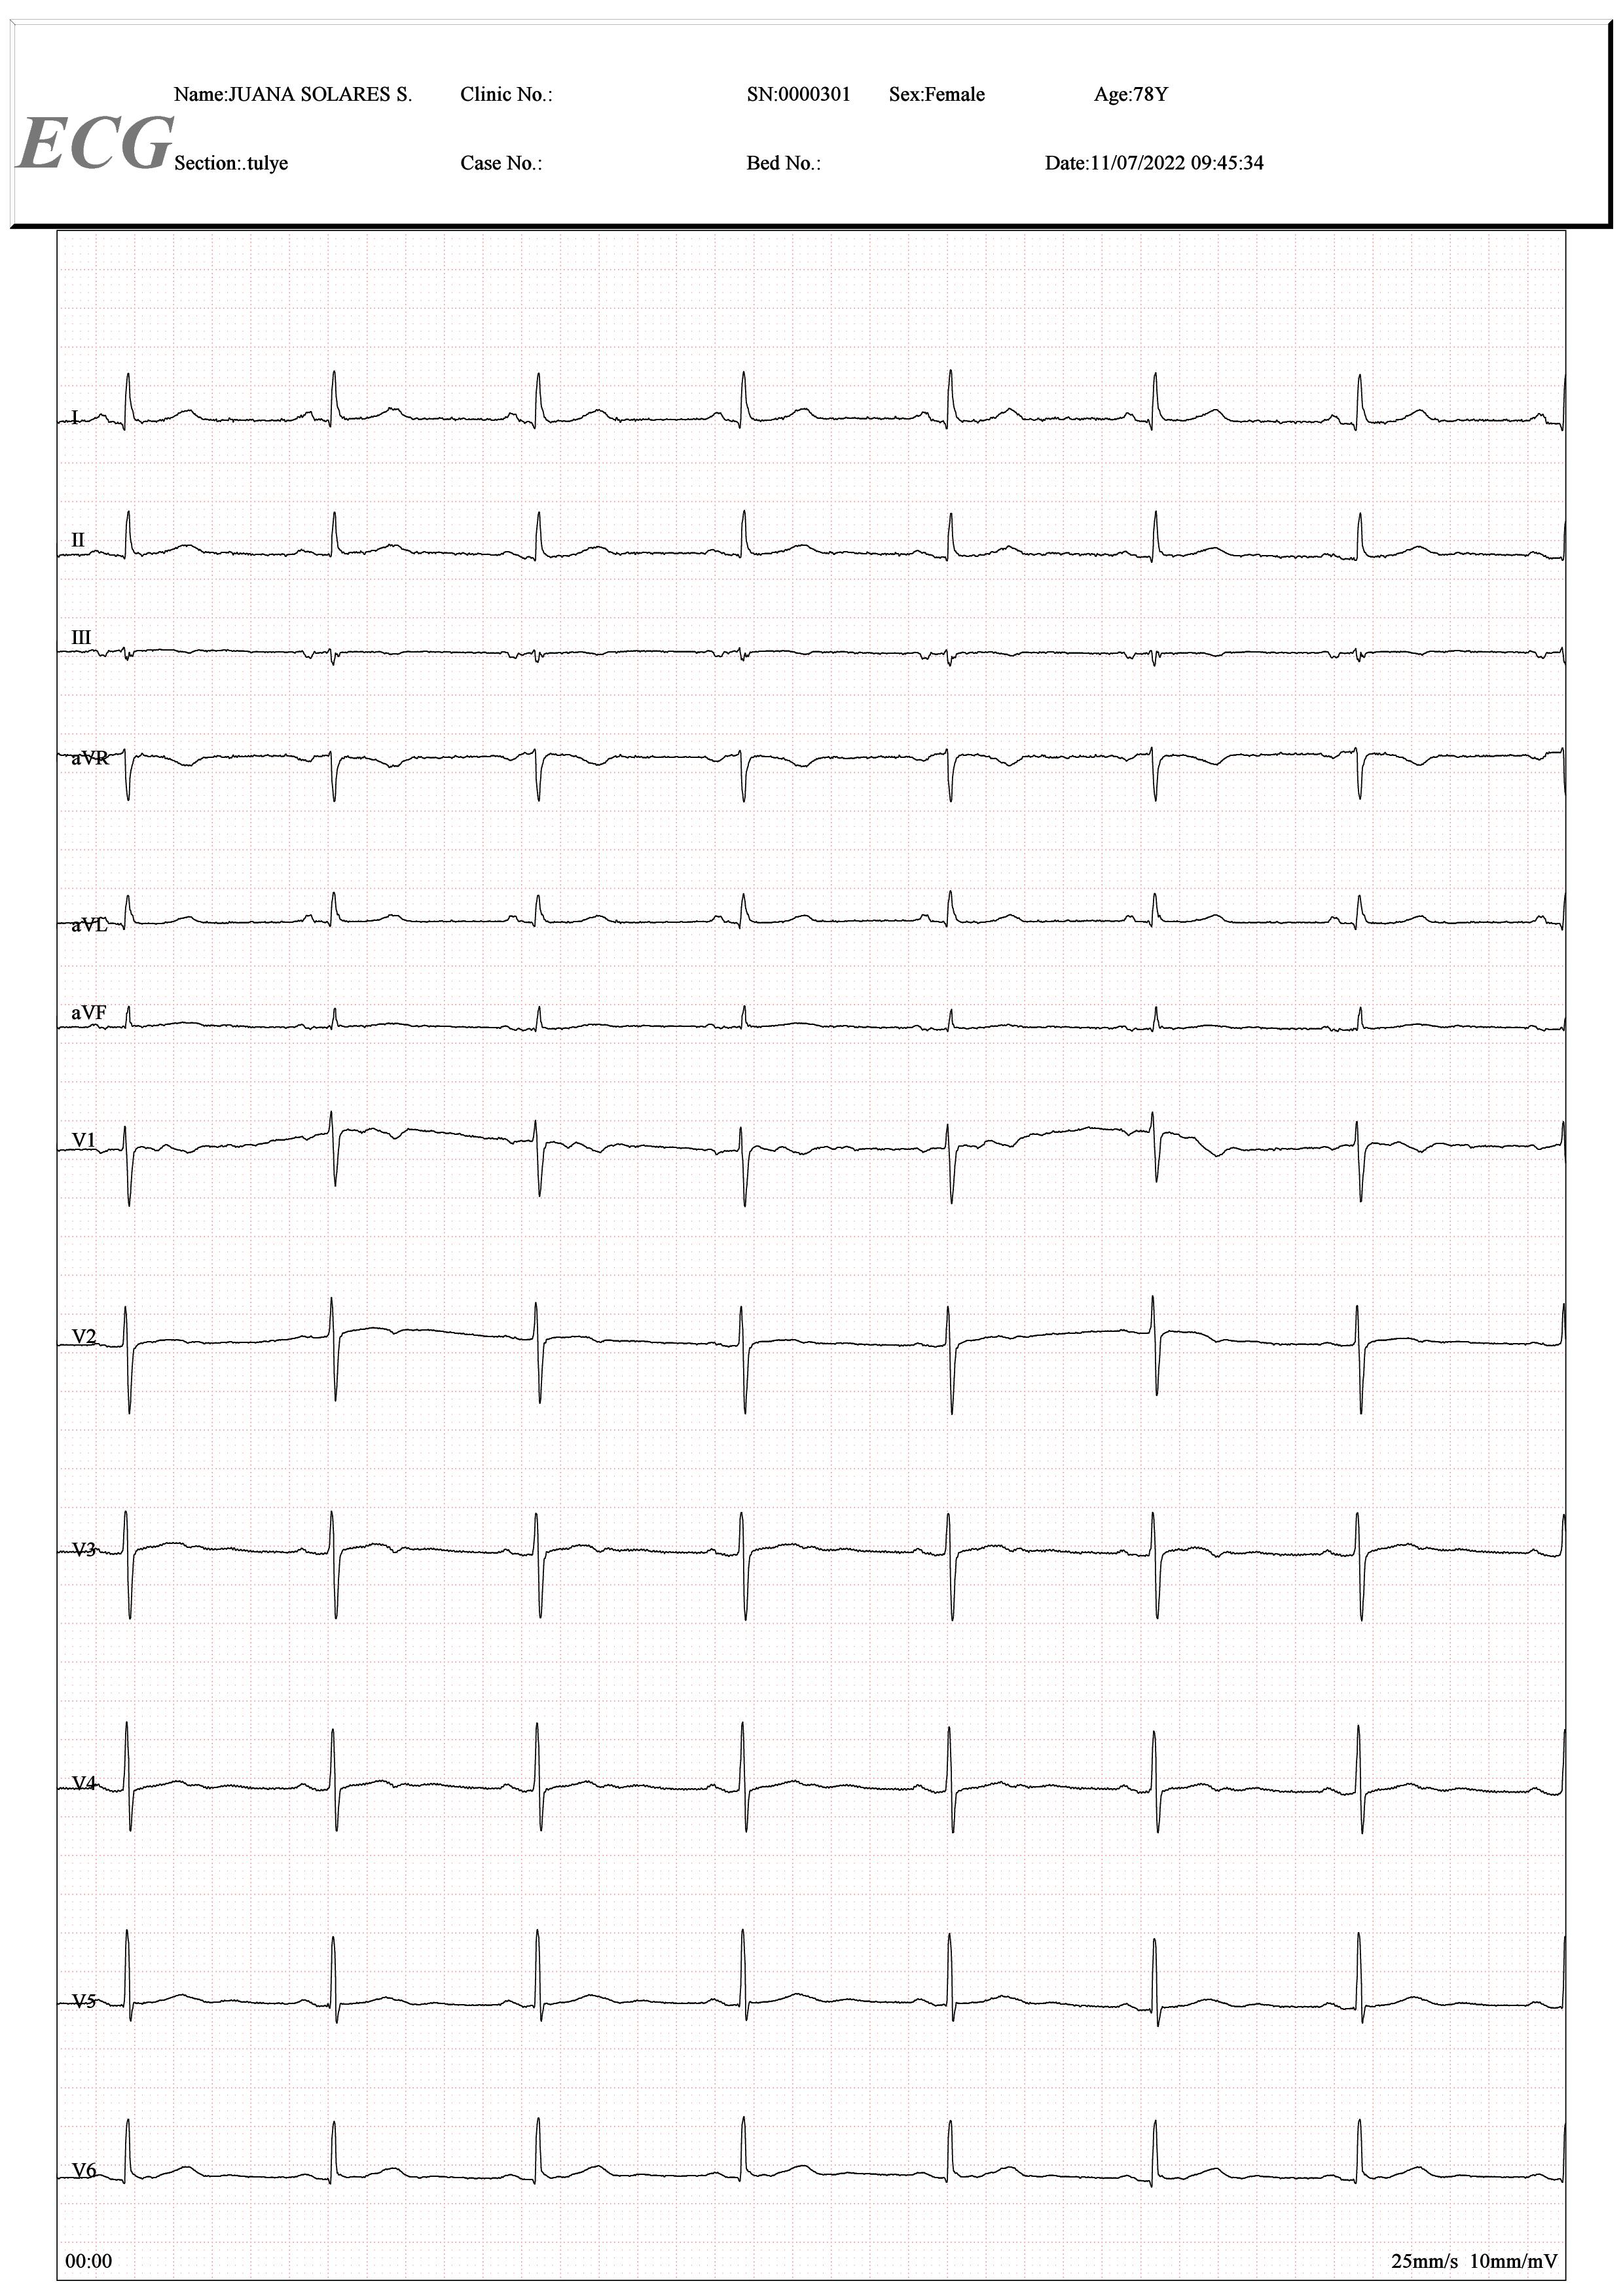 Name:JUANA SOLARES S. Clinic No.: SN:0000301 Sex:Female Age:78Y
ECG
Section:.tulye Case No.: Bed No.: Date:11/07/2022 09:45:34
I
II
III
aVR
aVL
aVF
V1
V2
V3
V4
V5
V6
00:00 25mm/s 10mm/mV